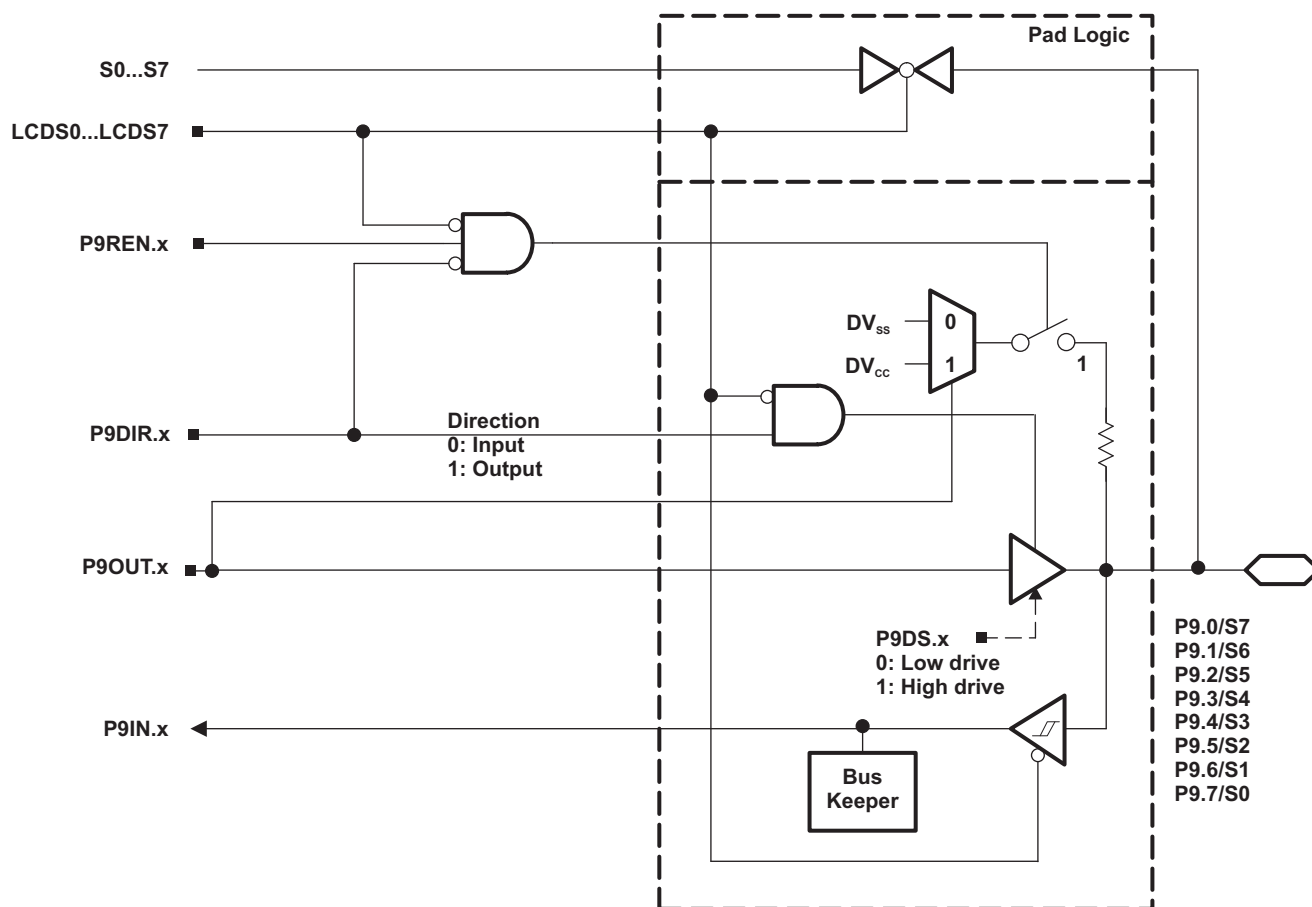 Pad Logic
S0...S7
LCDS0...LCDS7
P9REN.x
DVss
0
DVcc
1
1
P9DIR.x
Direction
0: Input
1: Output
P9OUT.x
P9DS.x
0: Low drive
1: High drive
P9.0/S7
P9.1/S6
P9.2/S5
P9.3/S4
P9.4/S3
P9.5/S2
P9.6/S1
P9.7/S0
P9IN.x
Bus
Keeper